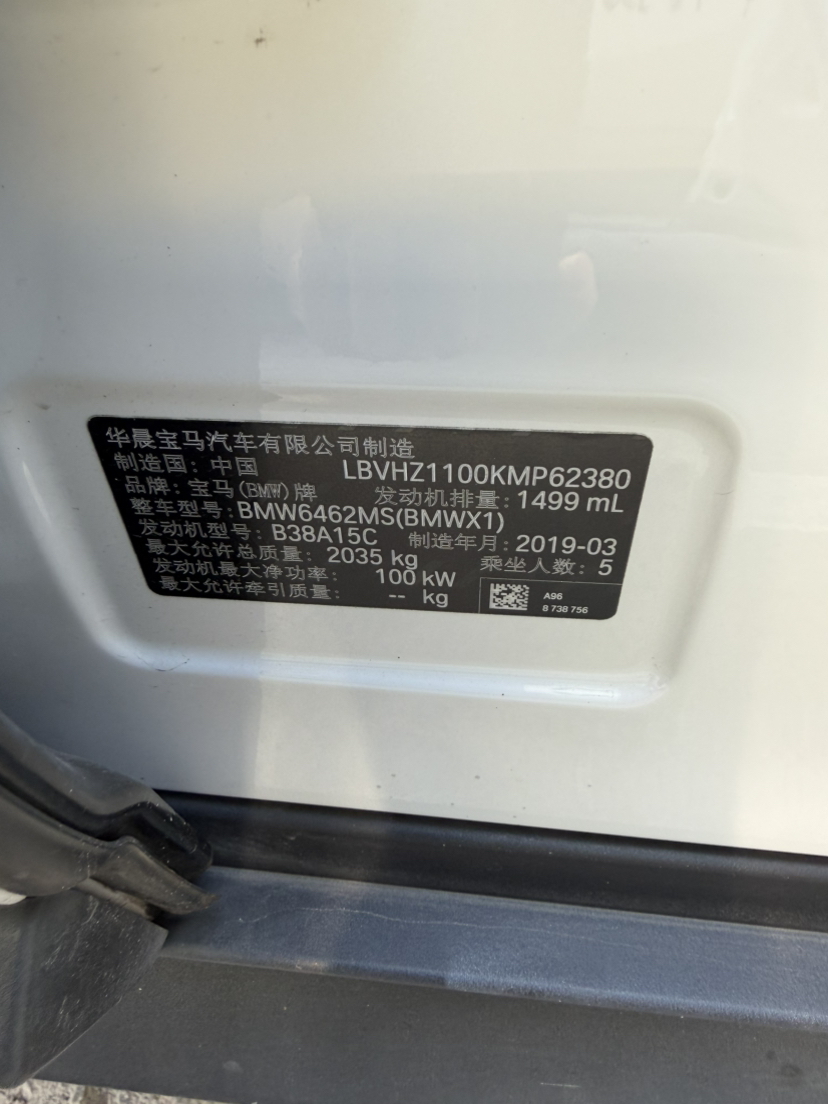 华晨宝马汽车有限公司制造
制造国：中国 LBVHZ1100KMP62380
品牌：宝马(BMW)牌 发动机排量：1499 mL
整车型号：BMW6462MS(BMWX1)
发动机型号：B38A15C 制造年月：2019-03
最大允许总质量：2035 kg 乘坐人数：5
发动机最大净功率： 100 kW
最大允许牵引质量： -- kg
A96
8 738 756